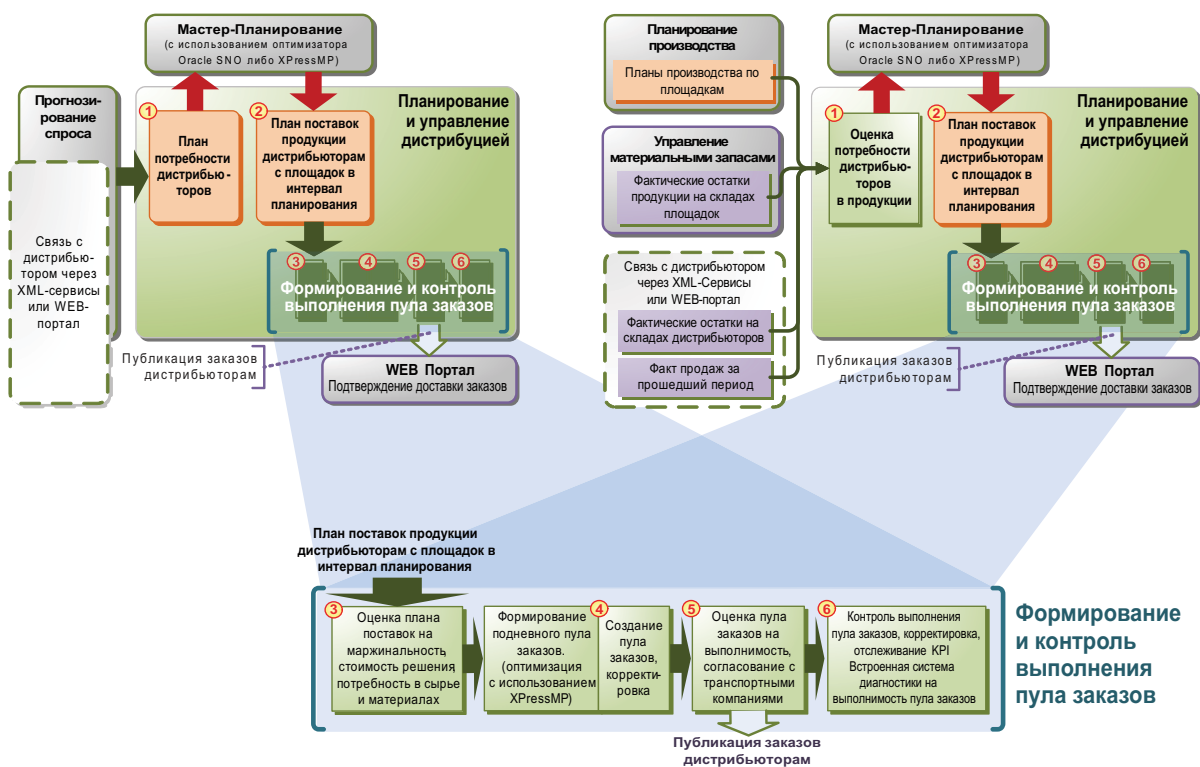 Мастер-Планирование
(с использованием оптимизатора
Oracle SNO либо XPressMP)
Прогнози-
рование
спроса
Связь с
дистрибью-
тором через
XML-сервисы
или WEB-
портал
1
План
потребности
дистрибью-
торов
2
План поставок
продукции
дистрибьюторам
с площадок в
интервал
планирования
Планирование
и управление
дистрибуцией
3
4
5
6
Формирование и контроль
выполнения пула заказов
Публикация заказов
дистрибьюторам
WEB Портал
Подтверждение доставки заказов
Планирование
производства
Планы производства по
площадкам
Управление
материальными запасами
Фактические остатки
продукции на складах
площадок
Связь с дистрибьютором
через XML-Сервисы
или WEB-портал
Фактические остатки на
складах дистрибьюторов
Факт продаж за
прошедший период
Мастер-Планирование
(с использованием оптимизатора
Oracle SNO либо XPressMP)
1
Оценка
потребности
дистрибью-
торов
в продукции
2
План поставок
продукции
дистрибьюторам
с площадок в
интервал
планирования
Планирование
и управление
дистрибуцией
3
4
5
6
Формирование и контроль
выполнения пула заказов
Публикация заказов
дистрибьюторам
WEB Портал
Подтверждение доставки заказов
План поставок продукции
дистрибьюторам с площадок в
интервал планирования
3
Оценка плана
поставок на
маржинальность,
стоимость решения,
потребность в сырье
и материалах
Формирование
подневного пула
заказов.
(оптимизация
с использованием
XPressMP)
4
Создание
пула
заказов,
корректи-
ровка
5
Оценка пула
заказов на
выполнимость,
согласование с
транспортными
компаниями
6
Контроль выполнения
пула заказов, корректировка,
отслеживание KPI
Встроенная система
диагностики на
выполнимость пула заказов
Формирование
и контроль
выполнения
пула заказов
Публикация заказов
дистрибьюторам